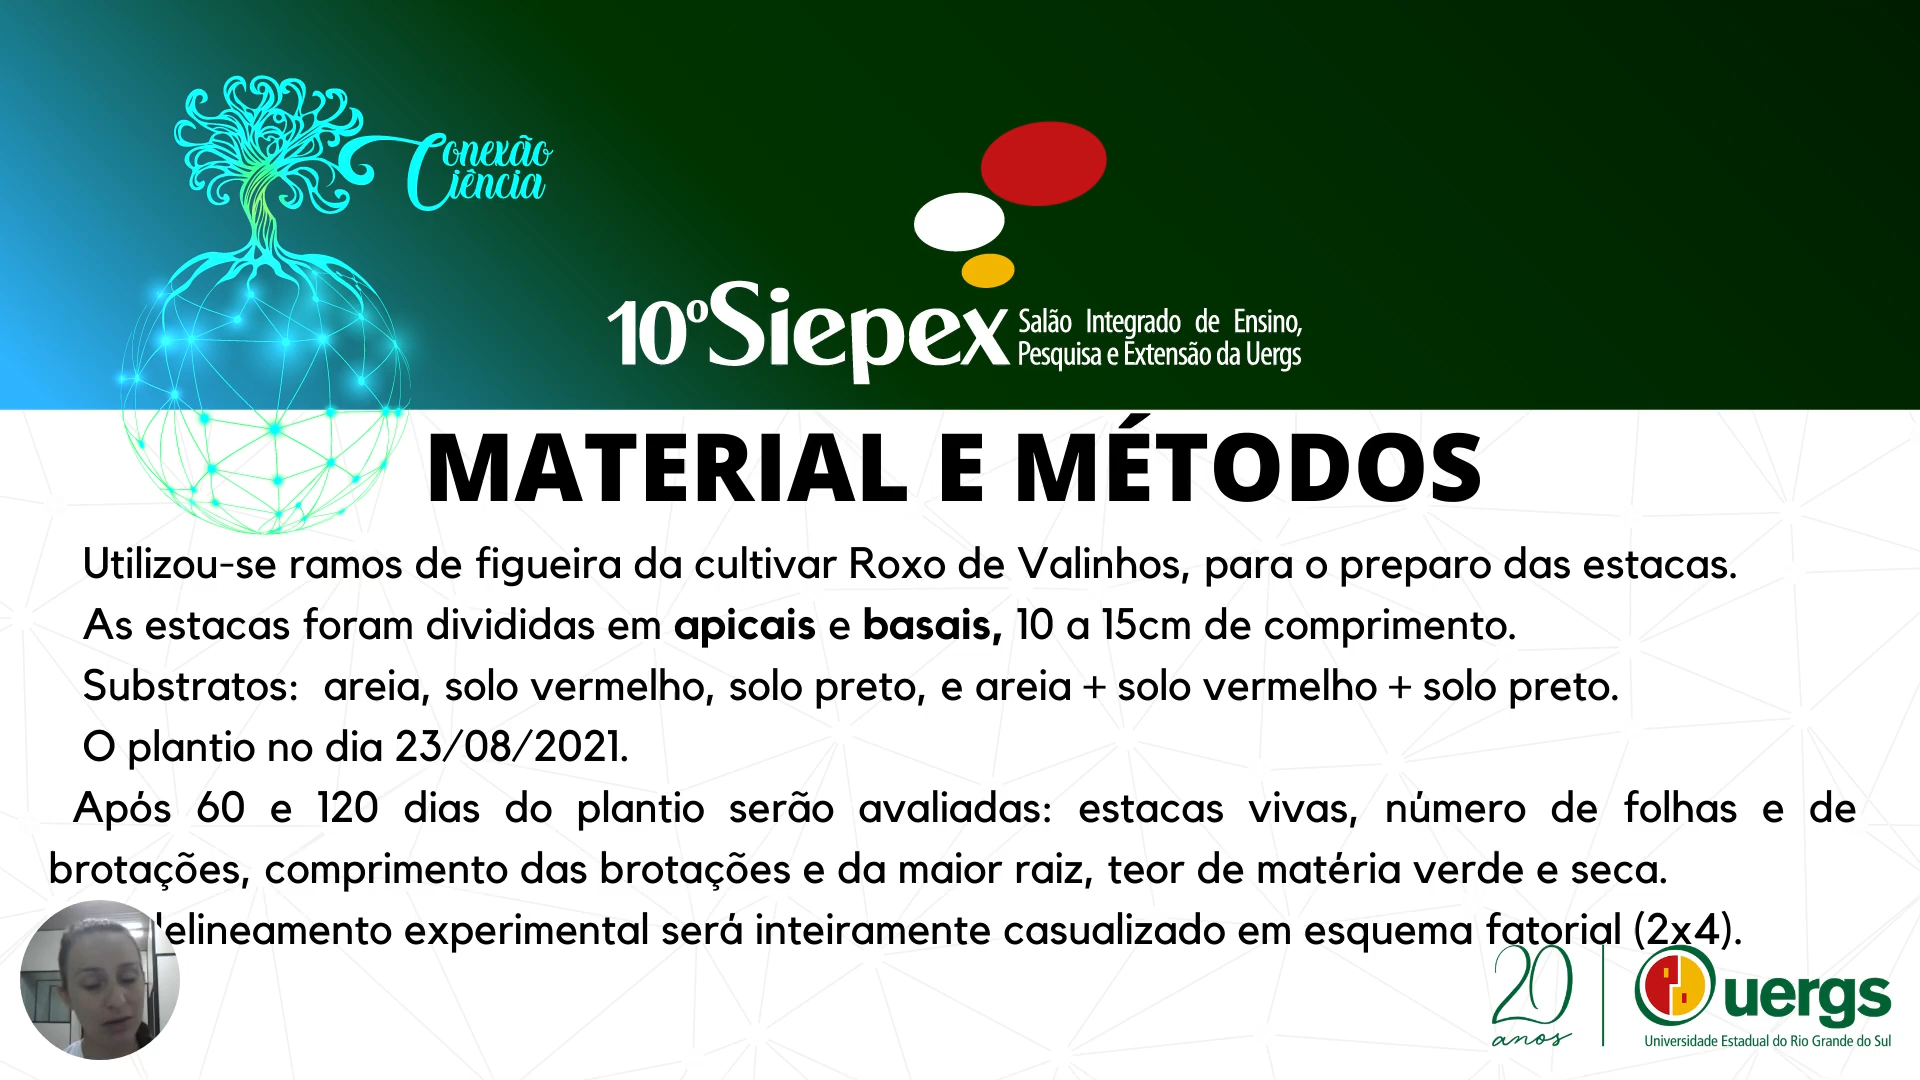 Conexão
Ciência
10º Siepex
Salão Integrado de Ensino,
Pesquisa e Extensão da Uergs
MATERIAL E MÉTODOS
Utilizou-se ramos de figueira da cultivar Roxo de Valinhos, para o preparo das estacas.
As estacas foram divididas em apicais e basais, 10 a 15cm de comprimento.
Substratos: areia, solo vermelho, solo preto, e areia + solo vermelho + solo preto.
O plantio no dia 23/08/2021.
Após 60 e 120 dias do plantio serão avaliadas: estacas vivas, número de folhas e de
brotações, comprimento das brotações e da maior raiz, teor de matéria verde e seca.
elineamento experimental será inteiramente casualizado em esquema fatorial (2x4).
20
anos
uergs
Universidade Estadual do Rio Grande do Sul